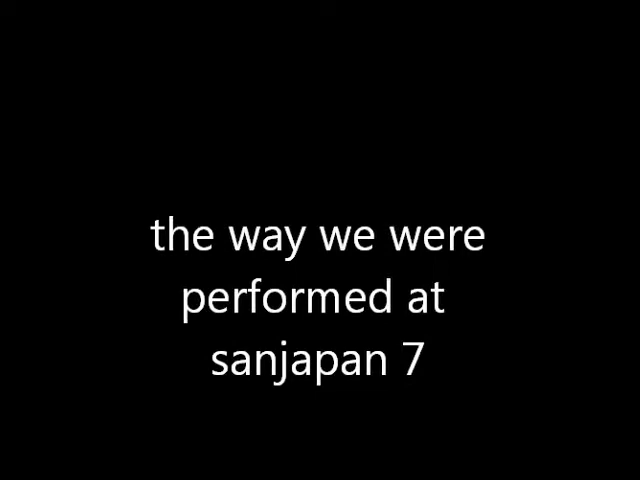 the way we were
performed at
sanjapan 7